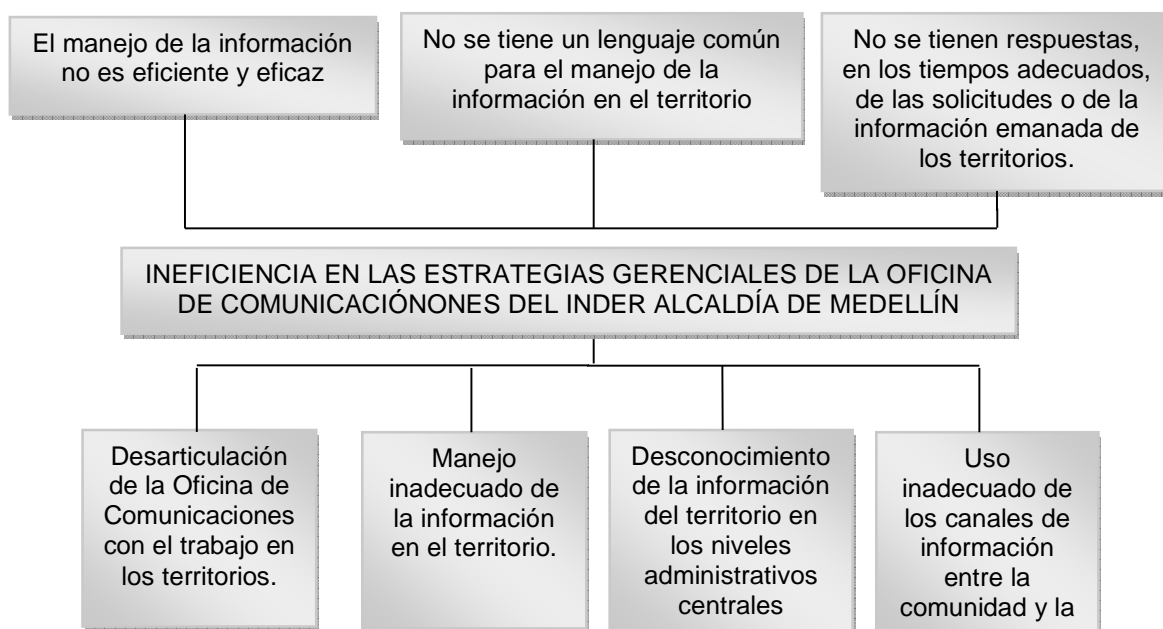 El manejo de la información
no es eficiente y eficaz
No se tiene un lenguaje común
para el manejo de la
información en el territorio
No se tienen respuestas,
en los tiempos adecuados,
de las solicitudes o de la
información emanada de
los territorios.
INEFICIENCIA EN LAS ESTRATEGIAS GERENCIALES DE LA OFICINA
DE COMUNICACIÓNONES DEL INDER ALCALDÍA DE MEDELLÍN
Desarticulación
de la Oficina de
Comunicaciones
con el trabajo en
los territorios.
Manejo
inadecuado de
la información
en el territorio.
Desconocimiento
de la información
del territorio en
los niveles
administrativos
centrales
Uso
inadecuado de
los canales de
información
entre la
comunidad y la